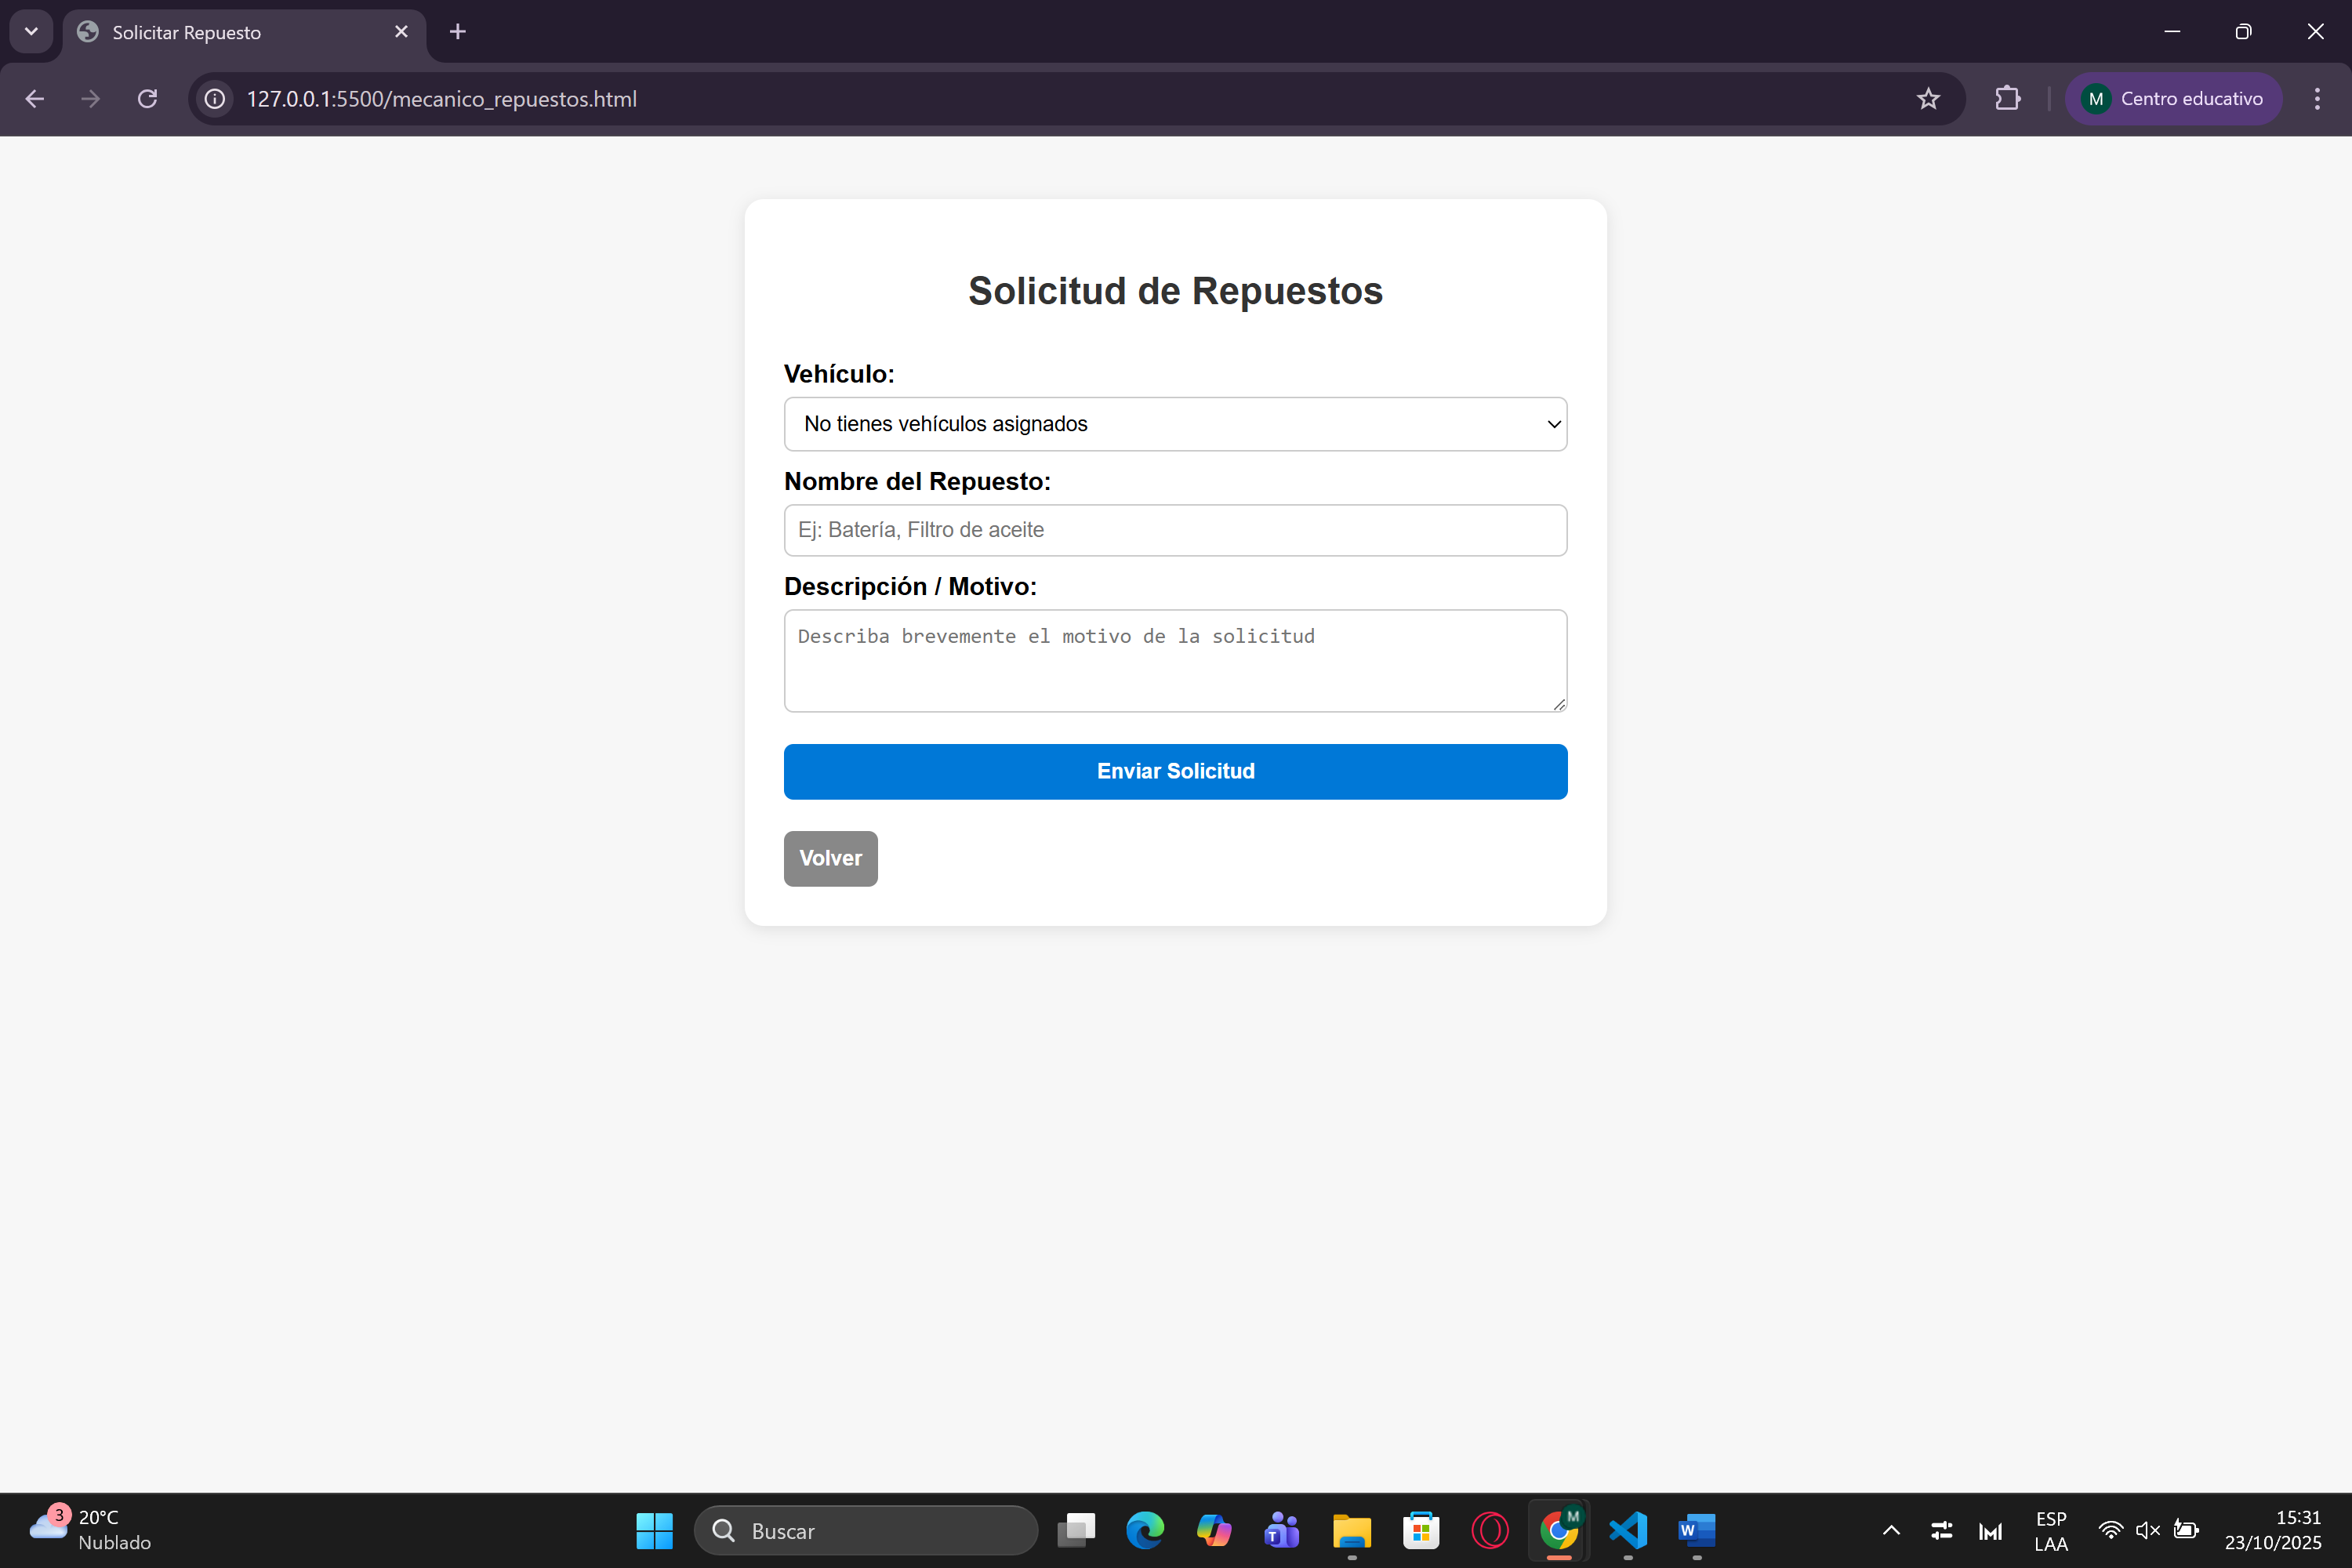 Solicitar Repuesto
127.0.0.1:5500/mecanico_repuestos.html
M Centro educativo
Solicitud de Repuestos
Vehículo:
No tienes vehículos asignados
Nombre del Repuesto:
Ej: Batería, Filtro de aceite
Descripción / Motivo:
Describa brevemente el motivo de la solicitud
Enviar Solicitud
Volver
3
20°C
Nublado
Buscar
T
M
W
ESP
LAA
15:31
23/10/2025